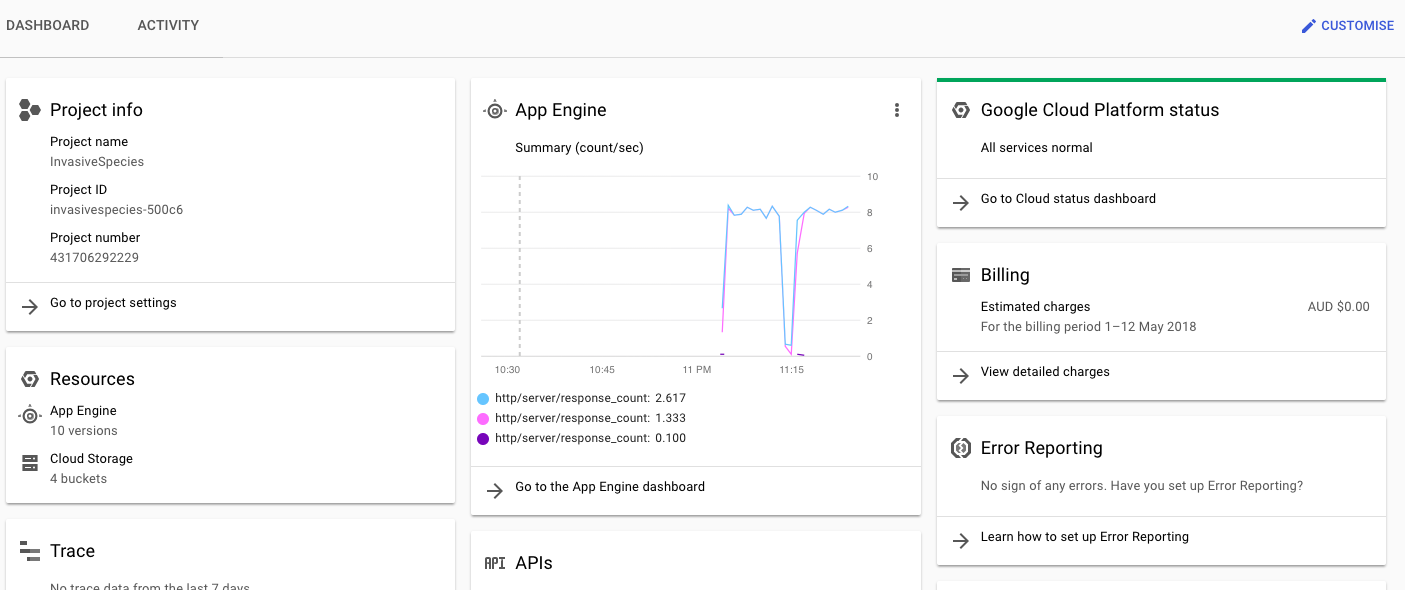 DASHBOARD
ACTIVITY
CUSTOMISE
Project info
Project name
InvasiveSpecies
Project ID
invasivespecies-500c6
Project number
431706292229
Go to project settings
Resources
App Engine
10 versions
Cloud Storage
4 buckets
Trace
No trace data from the last 7 days
App Engine
Summary (count/sec)
10
8
6
4
2
0
10:30
10:45
11 PM
11:15
http/server/response_count: 2.617
http/server/response_count: 1.333
http/server/response_count: 0.100
Go to the App Engine dashboard
API
APIs
Google Cloud Platform status
All services normal
Go to Cloud status dashboard
Billing
Estimated charges
AUD $0.00
For the billing period 1–12 May 2018
View detailed charges
Error Reporting
No sign of any errors. Have you set up Error Reporting?
Learn how to set up Error Reporting